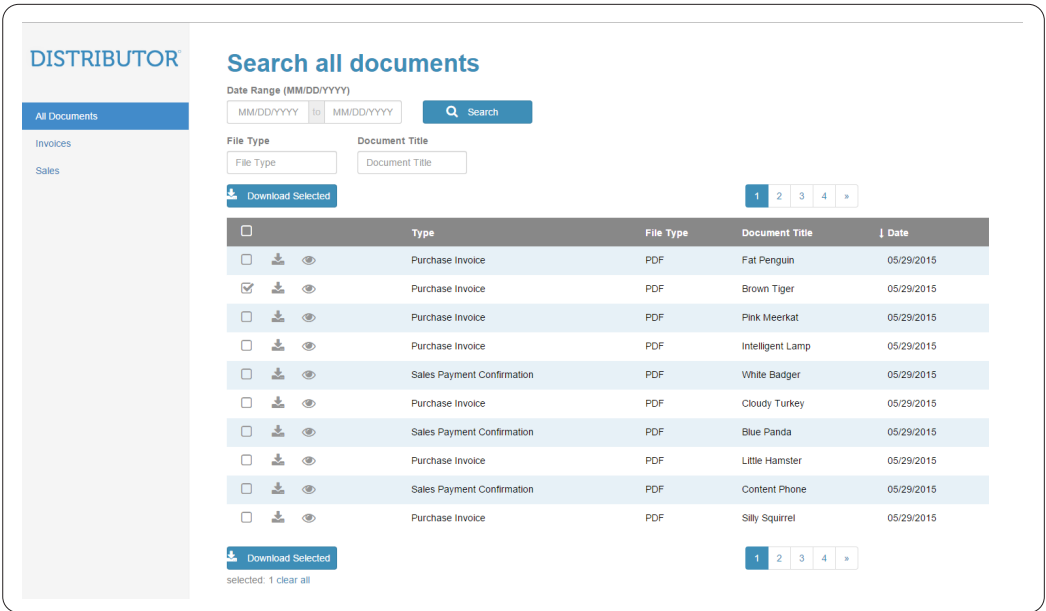 DISTRIBUTOR
All Documents
Invoices
Sales
Search all documents
Date Range (MM/DD/YYYY)
MM/DD/YYYY to MM/DD/YYYY Search
File Type Document Title
File Type Document Title
Download Selected 1 2 3 4 »
Type File Type Document Title Date
Purchase Invoice PDF Fat Penguin 05/29/2015
Purchase Invoice PDF Brown Tiger 05/29/2015
Purchase Invoice PDF Pink Meerkat 05/29/2015
Purchase Invoice PDF Intelligent Lamp 05/29/2015
Sales Payment Confirmation PDF White Badger 05/29/2015
Purchase Invoice PDF Cloudy Turkey 05/29/2015
Sales Payment Confirmation PDF Blue Panda 05/29/2015
Purchase Invoice PDF Little Hamster 05/29/2015
Sales Payment Confirmation PDF Content Phone 05/29/2015
Purchase Invoice PDF Silly Squirrel 05/29/2015
Download Selected 1 2 3 4 »
selected: 1 clear all